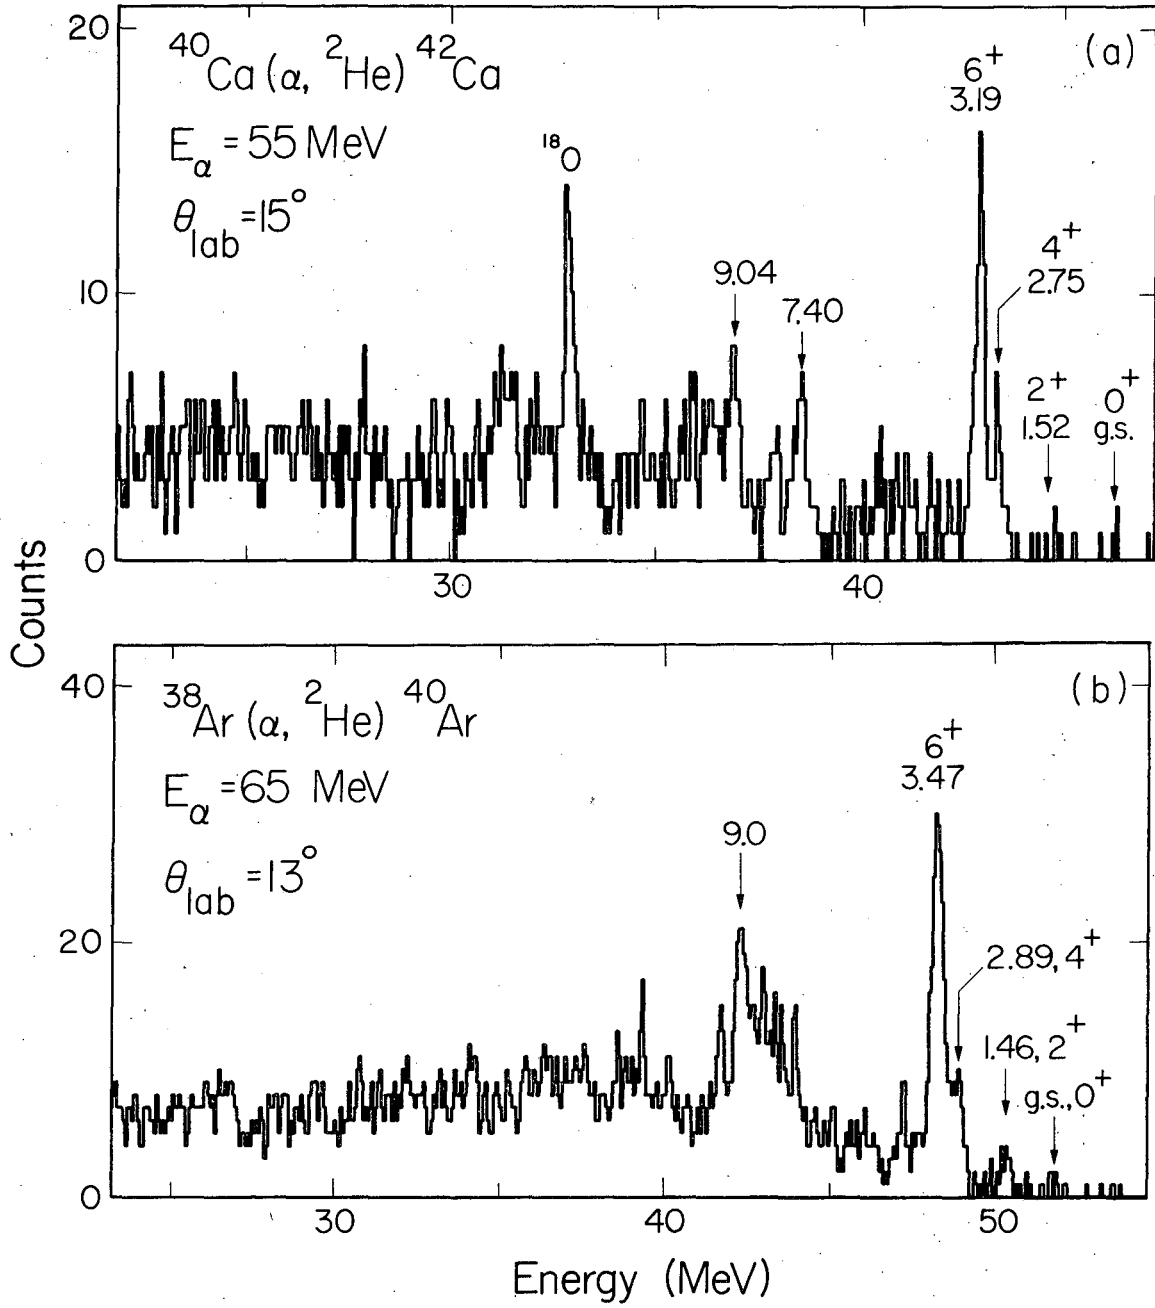 20
10
0
⁴⁰Ca (α, ²He) ⁴²Ca
Eα = 55 MeV
θlab = 15°
(a)
¹⁸O
9.04
7.40
6⁺
3.19
4⁺
2.75
2⁺
1.52
0⁺
g.s.
30
40
Counts
40
20
0
³⁸Ar (α, ²He) ⁴⁰Ar
Eα = 65 MeV
θlab = 13°
(b)
9.0
6⁺
3.47
2.89, 4⁺
1.46, 2⁺
g.s., 0⁺
30
40
50
Energy (MeV)